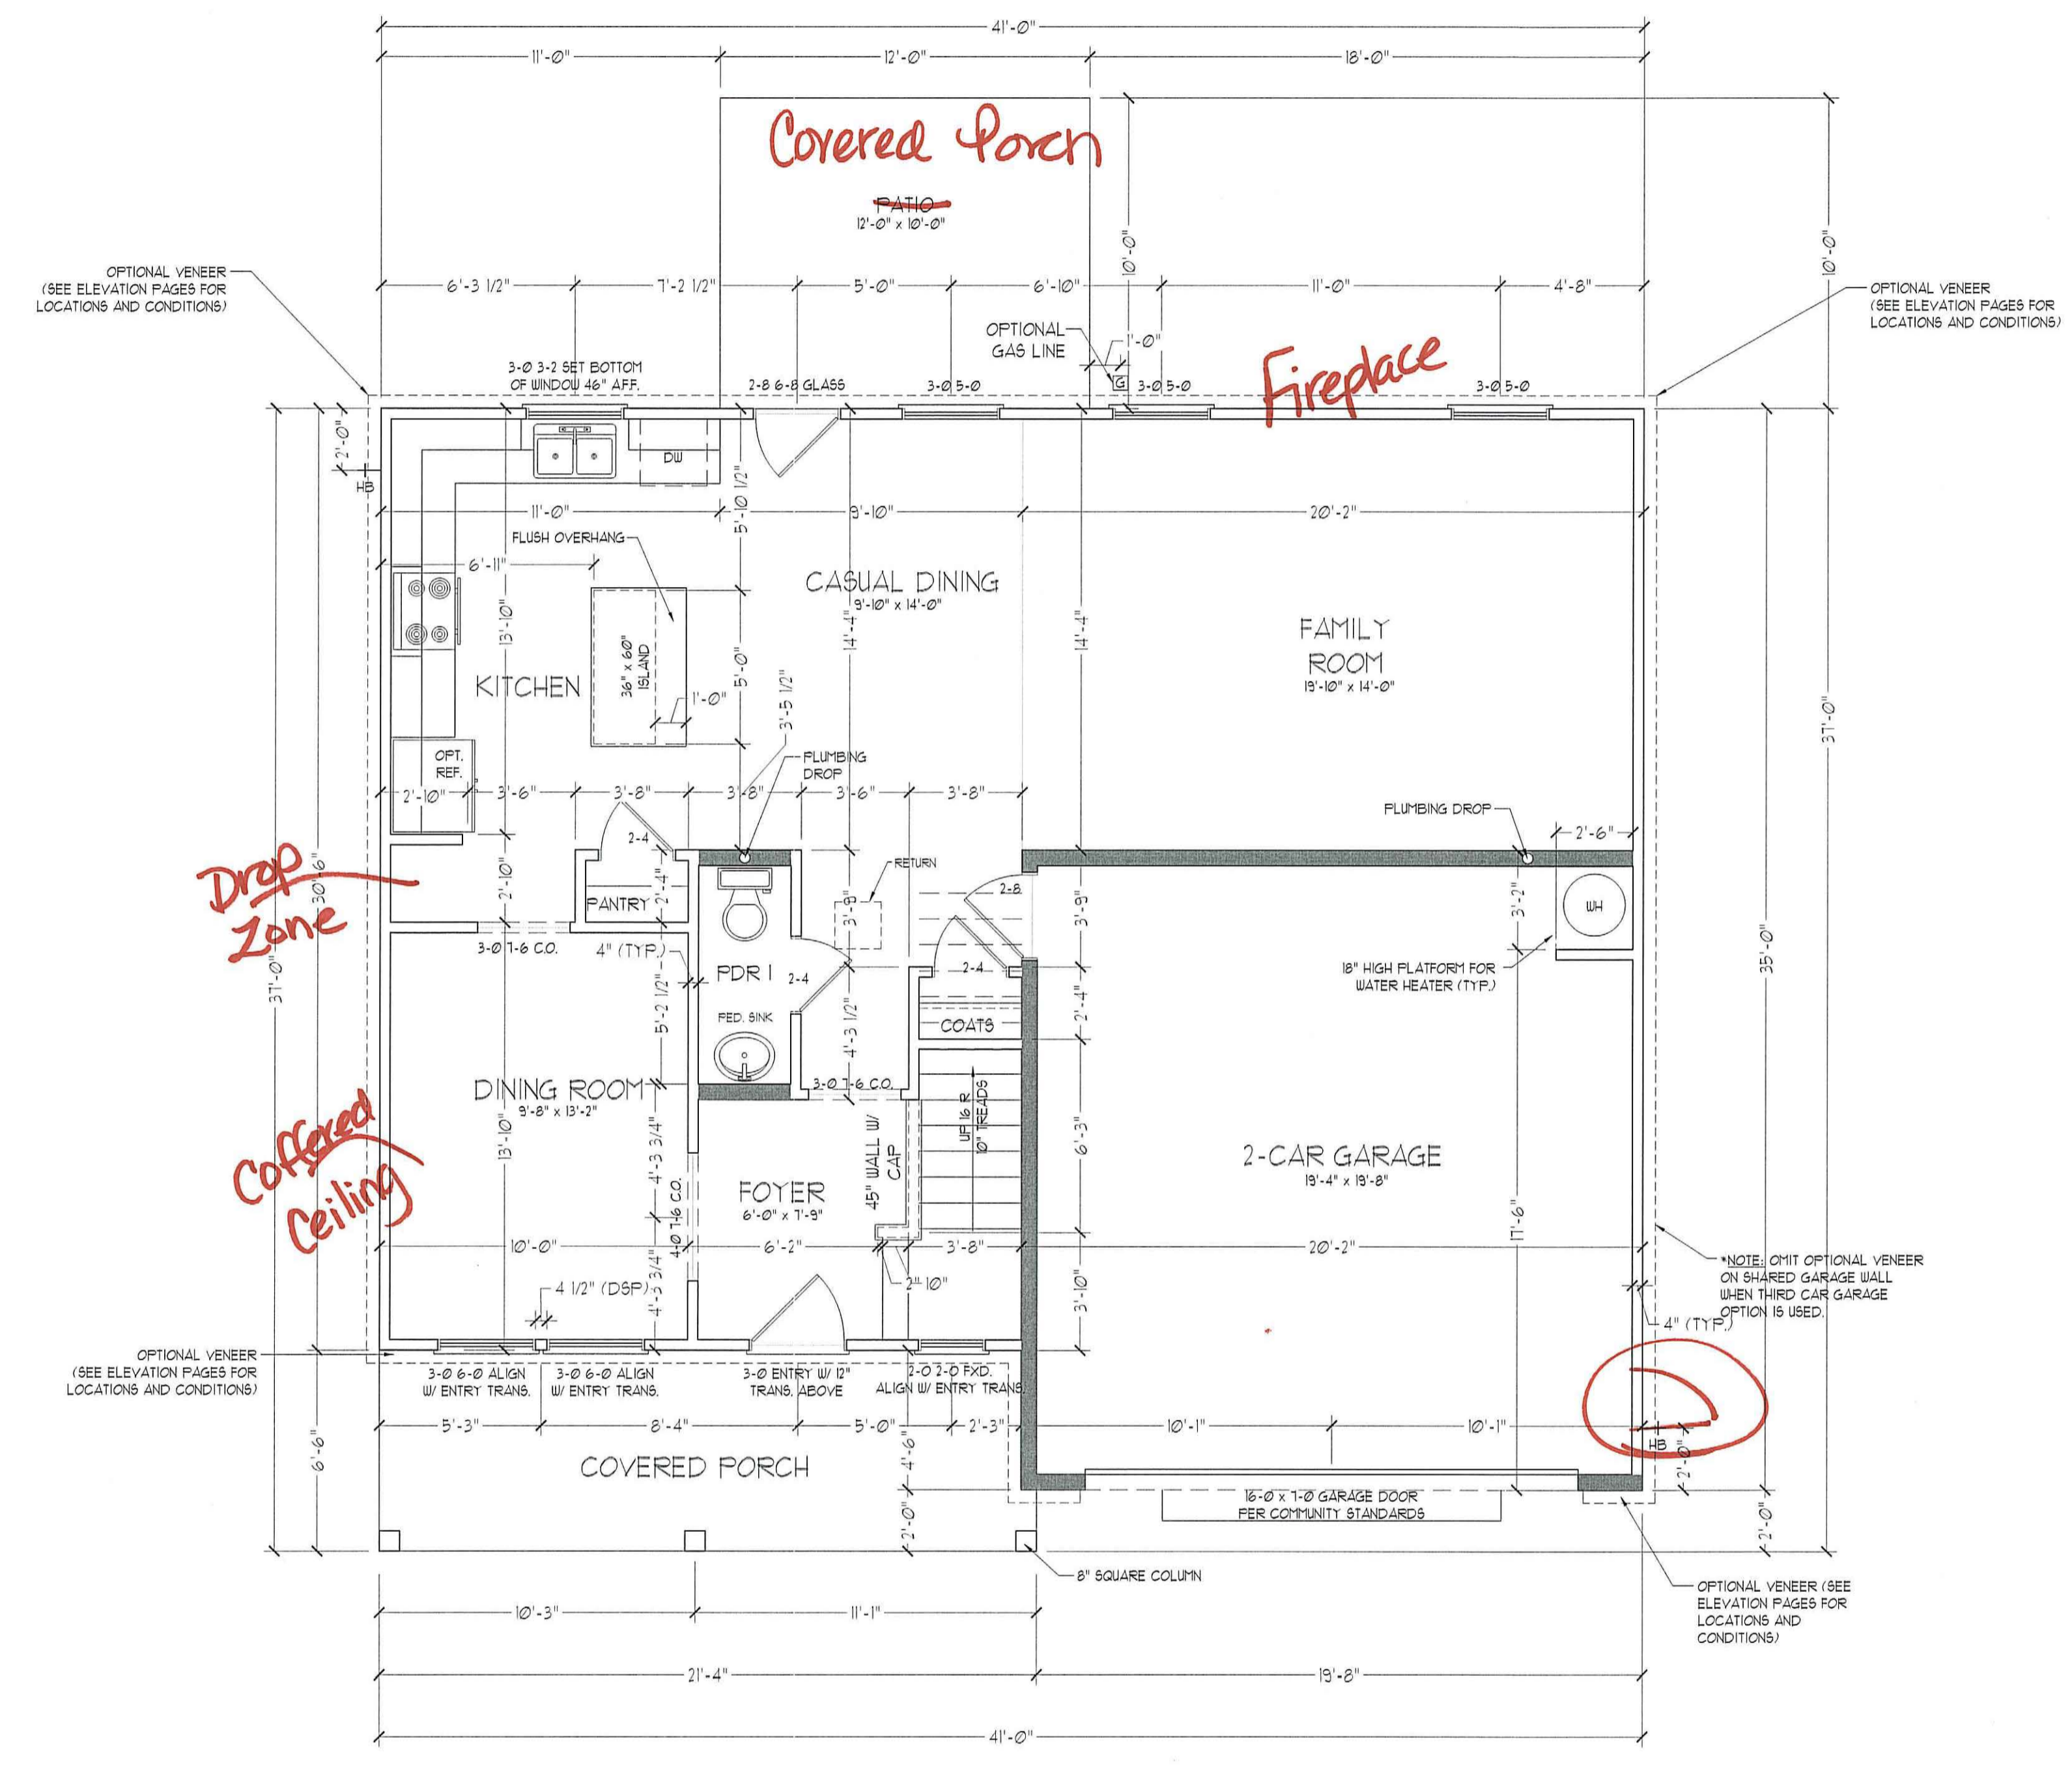 41'-0"
11'-0" 12'-0" 18'-0"
Covered Porch
PATIO
12'-0" x 10'-0"
10'-0"
10'-0"
OPTIONAL VENEER
(SEE ELEVATION PAGES FOR
LOCATIONS AND CONDITIONS)
6'-3 1/2" 7'-2 1/2" 5'-0" 6'-10" 11'-0" 4'-8"
OPTIONAL VENEER
(SEE ELEVATION PAGES FOR
LOCATIONS AND CONDITIONS)
OPTIONAL
GAS LINE
1'-0"
Fireplace
3-0 3-2 SET BOTTOM
OF WINDOW 46" A.F.F.
2-8 6-8 GLASS
3-0 5-0
G
3-0 5-0
3-0 5-0
2'-0"
HB
DW
11'-0" 9'-10" 20'-2"
5'-10 1/2"
FLUSH OVERHANG
6'-11"
CASUAL DINING
9'-10" x 14'-0"
13'-10"
14'-4"
14'-4"
FAMILY
ROOM
19'-10" x 14'-0"
36" x 60"
ISLAND
5'-0"
KITCHEN
1'-0"
3'-5 1/2"
37'-0"
OPT.
REF.
PLUMBING
DROP
2'-10" 3'-6" 3'-8" 3'-8" 3'-6" 3'-8"
PLUMBING DROP
2'-6"
2-4
Drop
Zone
30'-6"
2'-10"
2'-4"
PANTRY
RETURN
2-8
3'-9"
3'-9"
3'-2"
WH
3-0 7-6 C.O.
4" (TYP.)
PDR 1
2-4
2-4
18" HIGH PLATFORM FOR
WATER HEATER (TYP.)
37'-0"
35'-0"
5'-2 1/2"
PED. SINK
4'-3 1/2"
COATS
2'-4"
DINING ROOM
9'-8" x 13'-2"
3-0 7-6 C.O.
Coffered
Ceiling
13'-10"
4'-3 3/4"
45" WALL W/
CAP
UP 16 R
10" TREADS
6'-3"
2-CAR GARAGE
19'-4" x 19'-8"
FOYER
6'-0" x 7'-9"
4-0 7-6 C.O.
17'-6"
10'-0" 6'-2" 3'-8" 20'-2"
2"
10"
4 1/2" (DSP)
4'-3 3/4"
3'-10"
*NOTE: OMIT OPTIONAL VENEER
ON SHARED GARAGE WALL
WHEN THIRD CAR GARAGE
OPTION IS USED.
4" (TYP.)
OPTIONAL VENEER
(SEE ELEVATION PAGES FOR
LOCATIONS AND CONDITIONS)
3-0 6-0 ALIGN
W/ ENTRY TRANS.
3-0 6-0 ALIGN
W/ ENTRY TRANS.
3-0 ENTRY W/ 12"
TRANS. ABOVE
2-0 2-0 FXD.
ALIGN W/ ENTRY TRANS.
5'-3" 8'-4" 5'-0" 2'-3" 10'-1" 10'-1"
HB
2'-0"
6'-6"
4'-6"
COVERED PORCH
16-0 x 7-0 GARAGE DOOR
PER COMMUNITY STANDARDS
2'-0"
2'-0"
8" SQUARE COLUMN
OPTIONAL VENEER (SEE
ELEVATION PAGES FOR
LOCATIONS AND
CONDITIONS)
10'-3" 11'-1"
21'-4" 19'-8"
41'-0"